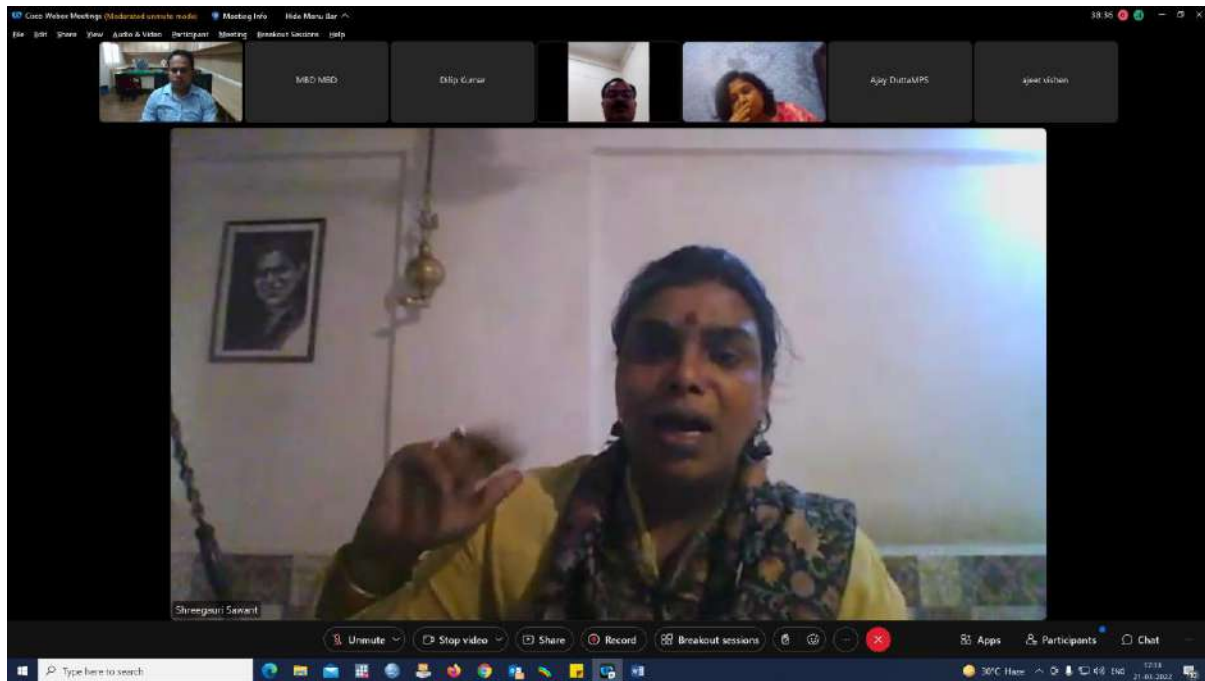 Cisco Webex Meetings (Moderated unmute mode) Meeting Info Hide Menu Bar 38:36
File Edit Share View Audio & Video Participant Meeting Breakout Sessions Help
MBD MBD Dilip Kumar Ajay DuttaMPS ajeet vishen
Shreegauri Sawant
Unmute Stop video Share Record Breakout sessions Apps Participants Chat
Type here to search 30°C Haze ENG
21-03-2022